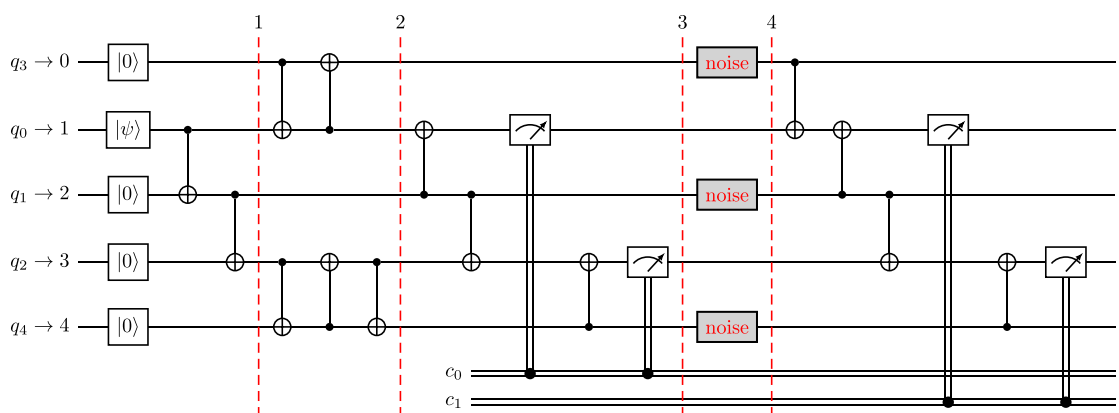 1 2 3 4
q₃ → 0 |0⟩ noise
q₀ → 1 |ψ⟩
q₁ → 2 |0⟩ noise
q₂ → 3 |0⟩
q₄ → 4 |0⟩ noise
c₀
c₁